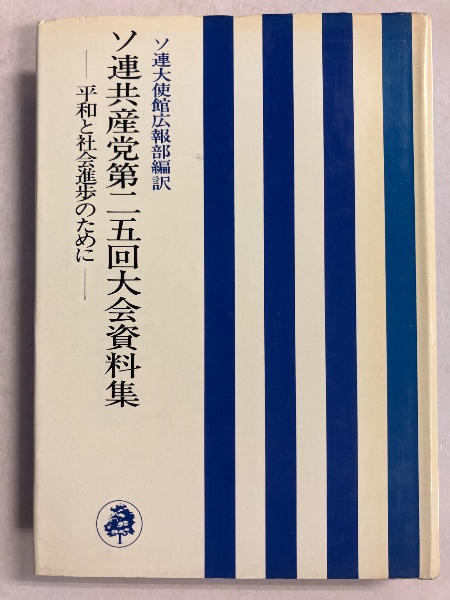 ソ連大使館広報部編訳
ソ連共産党第二五回大会資料集
――平和と社会進歩のために――